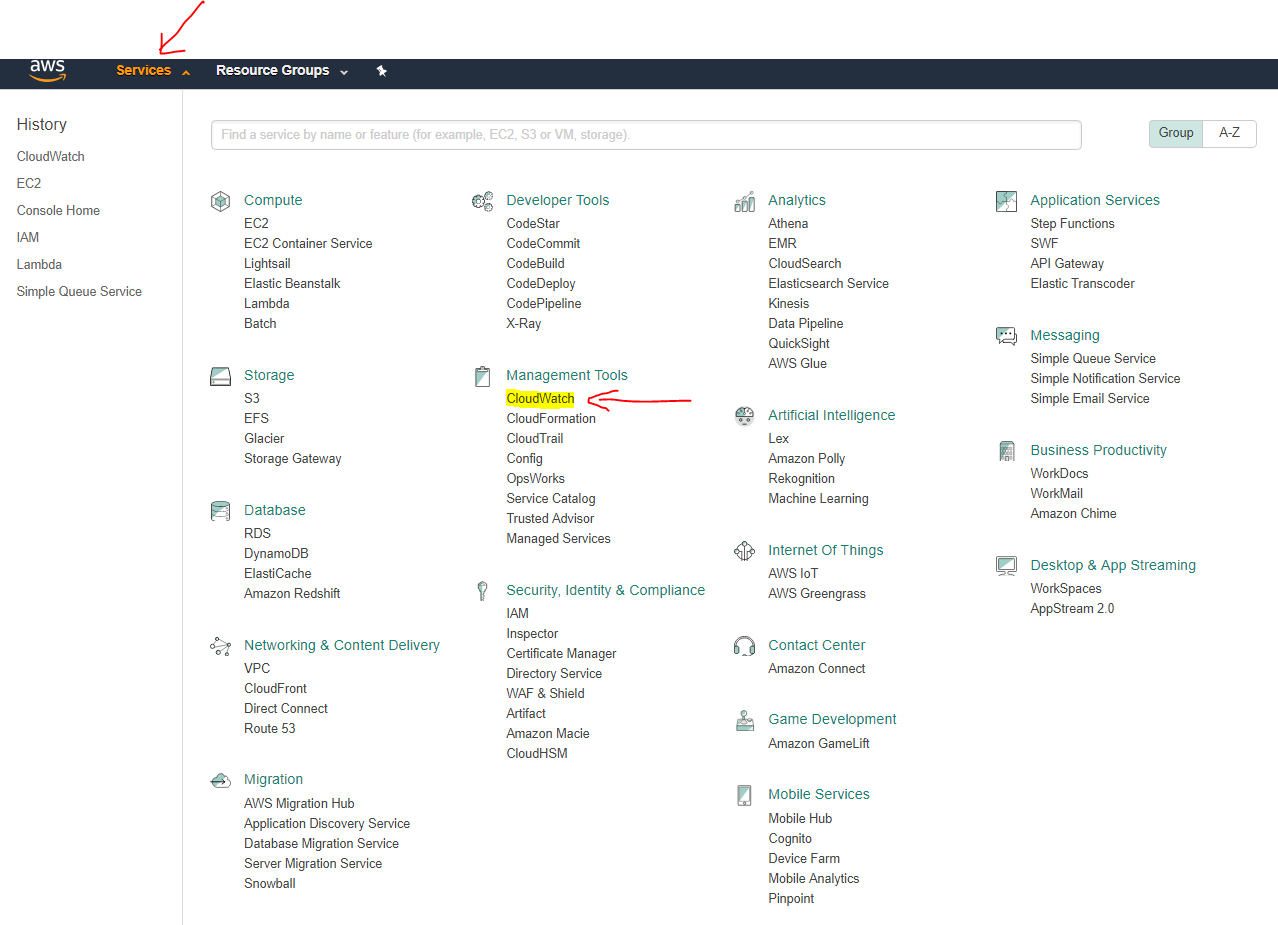 aws
Services
Resource Groups
History
CloudWatch
EC2
Console Home
IAM
Lambda
Simple Queue Service
Find a service by name or feature (for example, EC2, S3 or VM, storage).
Group
A-Z
Compute
EC2
EC2 Container Service
Lightsail
Elastic Beanstalk
Lambda
Batch
Storage
S3
EFS
Glacier
Storage Gateway
Database
RDS
DynamoDB
ElastiCache
Amazon Redshift
Networking & Content Delivery
VPC
CloudFront
Direct Connect
Route 53
Migration
AWS Migration Hub
Application Discovery Service
Database Migration Service
Server Migration Service
Snowball
Developer Tools
CodeStar
CodeCommit
CodeBuild
CodeDeploy
CodePipeline
X-Ray
Management Tools
CloudWatch
CloudFormation
CloudTrail
Config
OpsWorks
Service Catalog
Trusted Advisor
Managed Services
Security, Identity & Compliance
IAM
Inspector
Certificate Manager
Directory Service
WAF & Shield
Artifact
Amazon Macie
CloudHSM
Analytics
Athena
EMR
CloudSearch
Elasticsearch Service
Kinesis
Data Pipeline
QuickSight
AWS Glue
Artificial Intelligence
Lex
Amazon Polly
Rekognition
Machine Learning
Internet Of Things
AWS IoT
AWS Greengrass
Contact Center
Amazon Connect
Game Development
Amazon GameLift
Mobile Services
Mobile Hub
Cognito
Device Farm
Mobile Analytics
Pinpoint
Application Services
Step Functions
SWF
API Gateway
Elastic Transcoder
Messaging
Simple Queue Service
Simple Notification Service
Simple Email Service
Business Productivity
WorkDocs
WorkMail
Amazon Chime
Desktop & App Streaming
WorkSpaces
AppStream 2.0